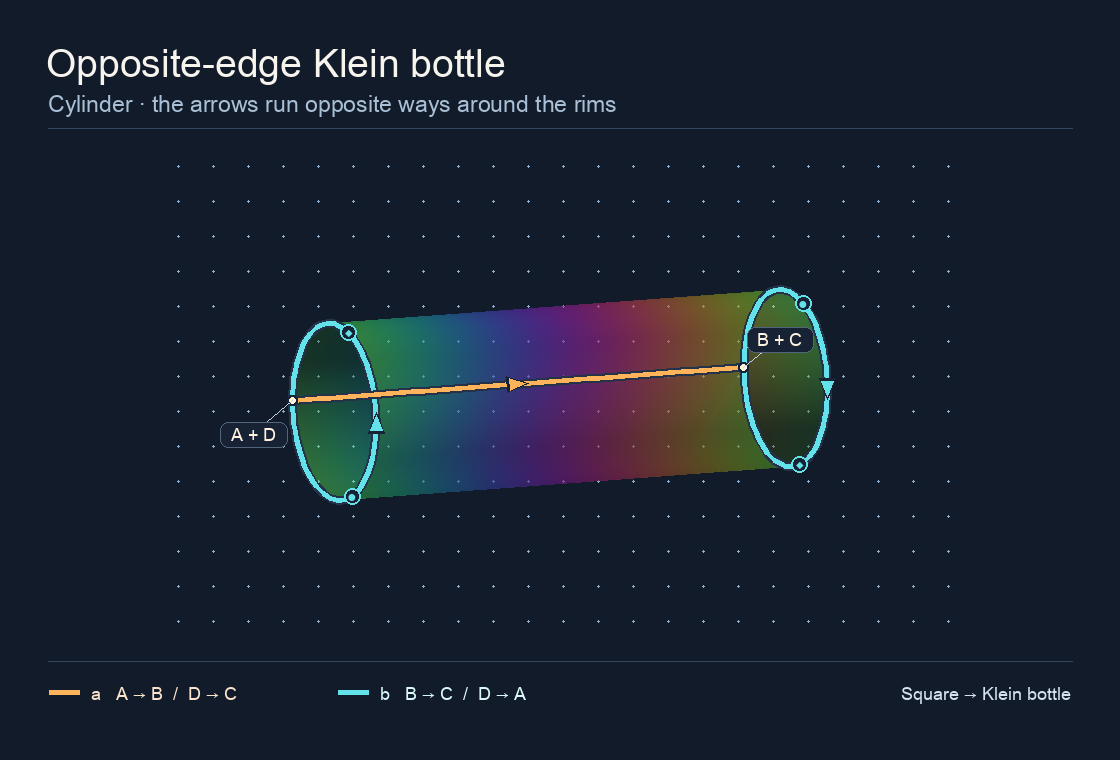 Opposite-edge Klein bottle
Cylinder · the arrows run opposite ways around the rims
B + C
A + D
a A→B / D→C
b B→C / D→A
Square→Klein bottle